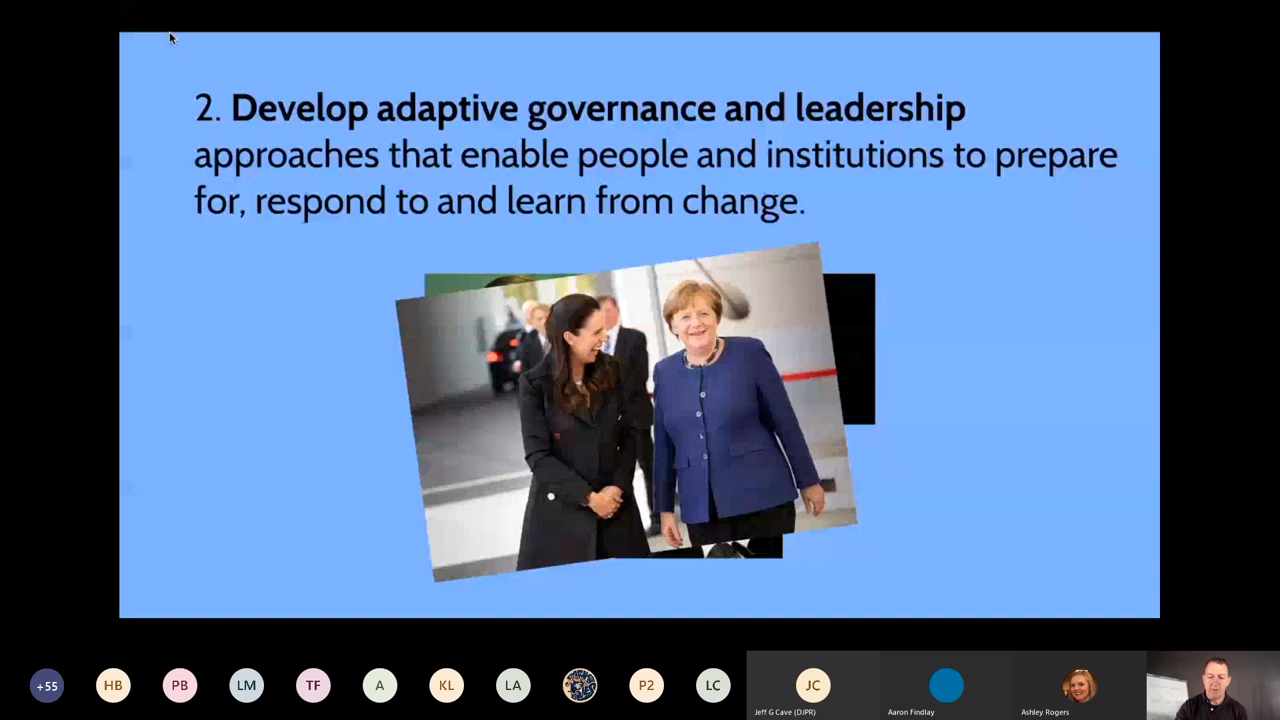 2. Develop adaptive governance and leadership
approaches that enable people and institutions to prepare
for, respond to and learn from change.
+55
HB
PB
LM
TF
A
KL
LA
P2
LC
JC
Jeff G Cave (DJPR)
Aaron Findlay
Ashley Rogers